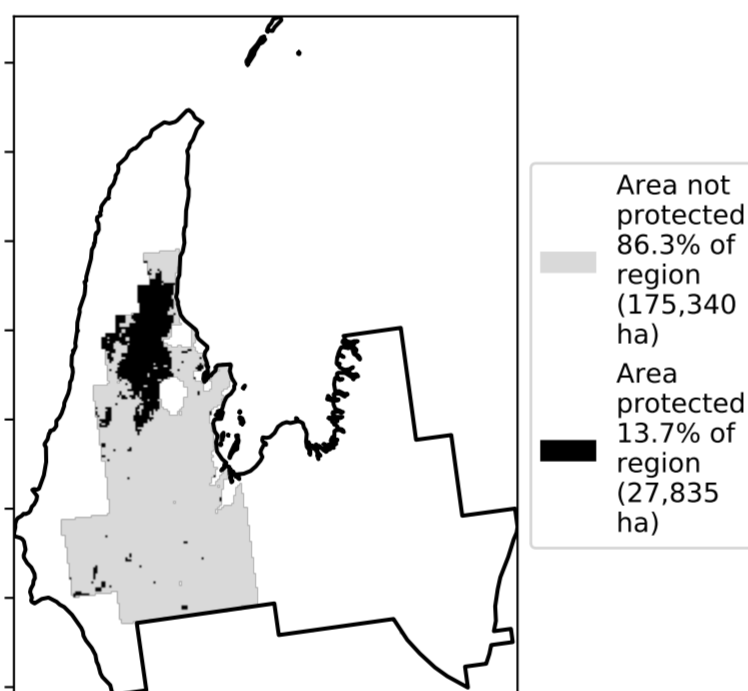 Area not
protected
86.3% of
region
(175,340
ha)
Area
protected
13.7% of
region
(27,835
ha)